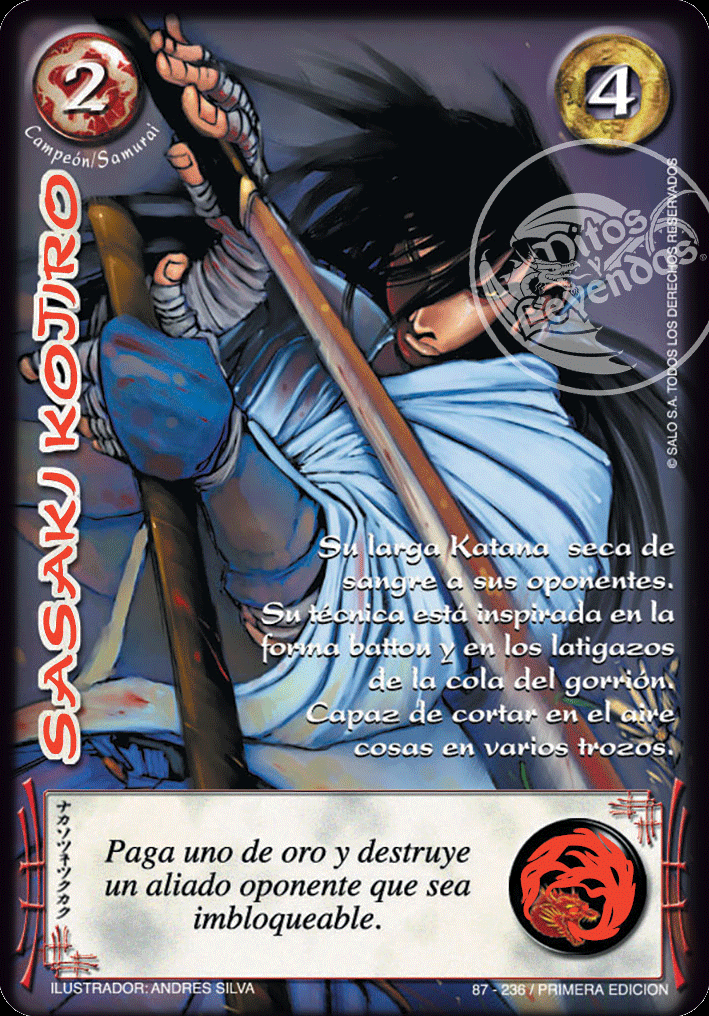 2
4
Campeón/Samurai
SASAKI KOJIRO
Mitos
y
Leyendas
© SALO S.A. TODOS LOS DERECHOS RESERVADOS
Su larga Katana seca de
sangre a sus oponentes.
Su técnica está inspirada en la
forma battou y en los latigazos
de la cola del gorrión.
Capaz de cortar en el aire
cosas en varios trozos.
ナカソツネツクカク
Paga uno de oro y destruye
un aliado oponente que sea
imbloqueable.
ILUSTRADOR: ANDRES SILVA
87 - 236 / PRIMERA EDICION